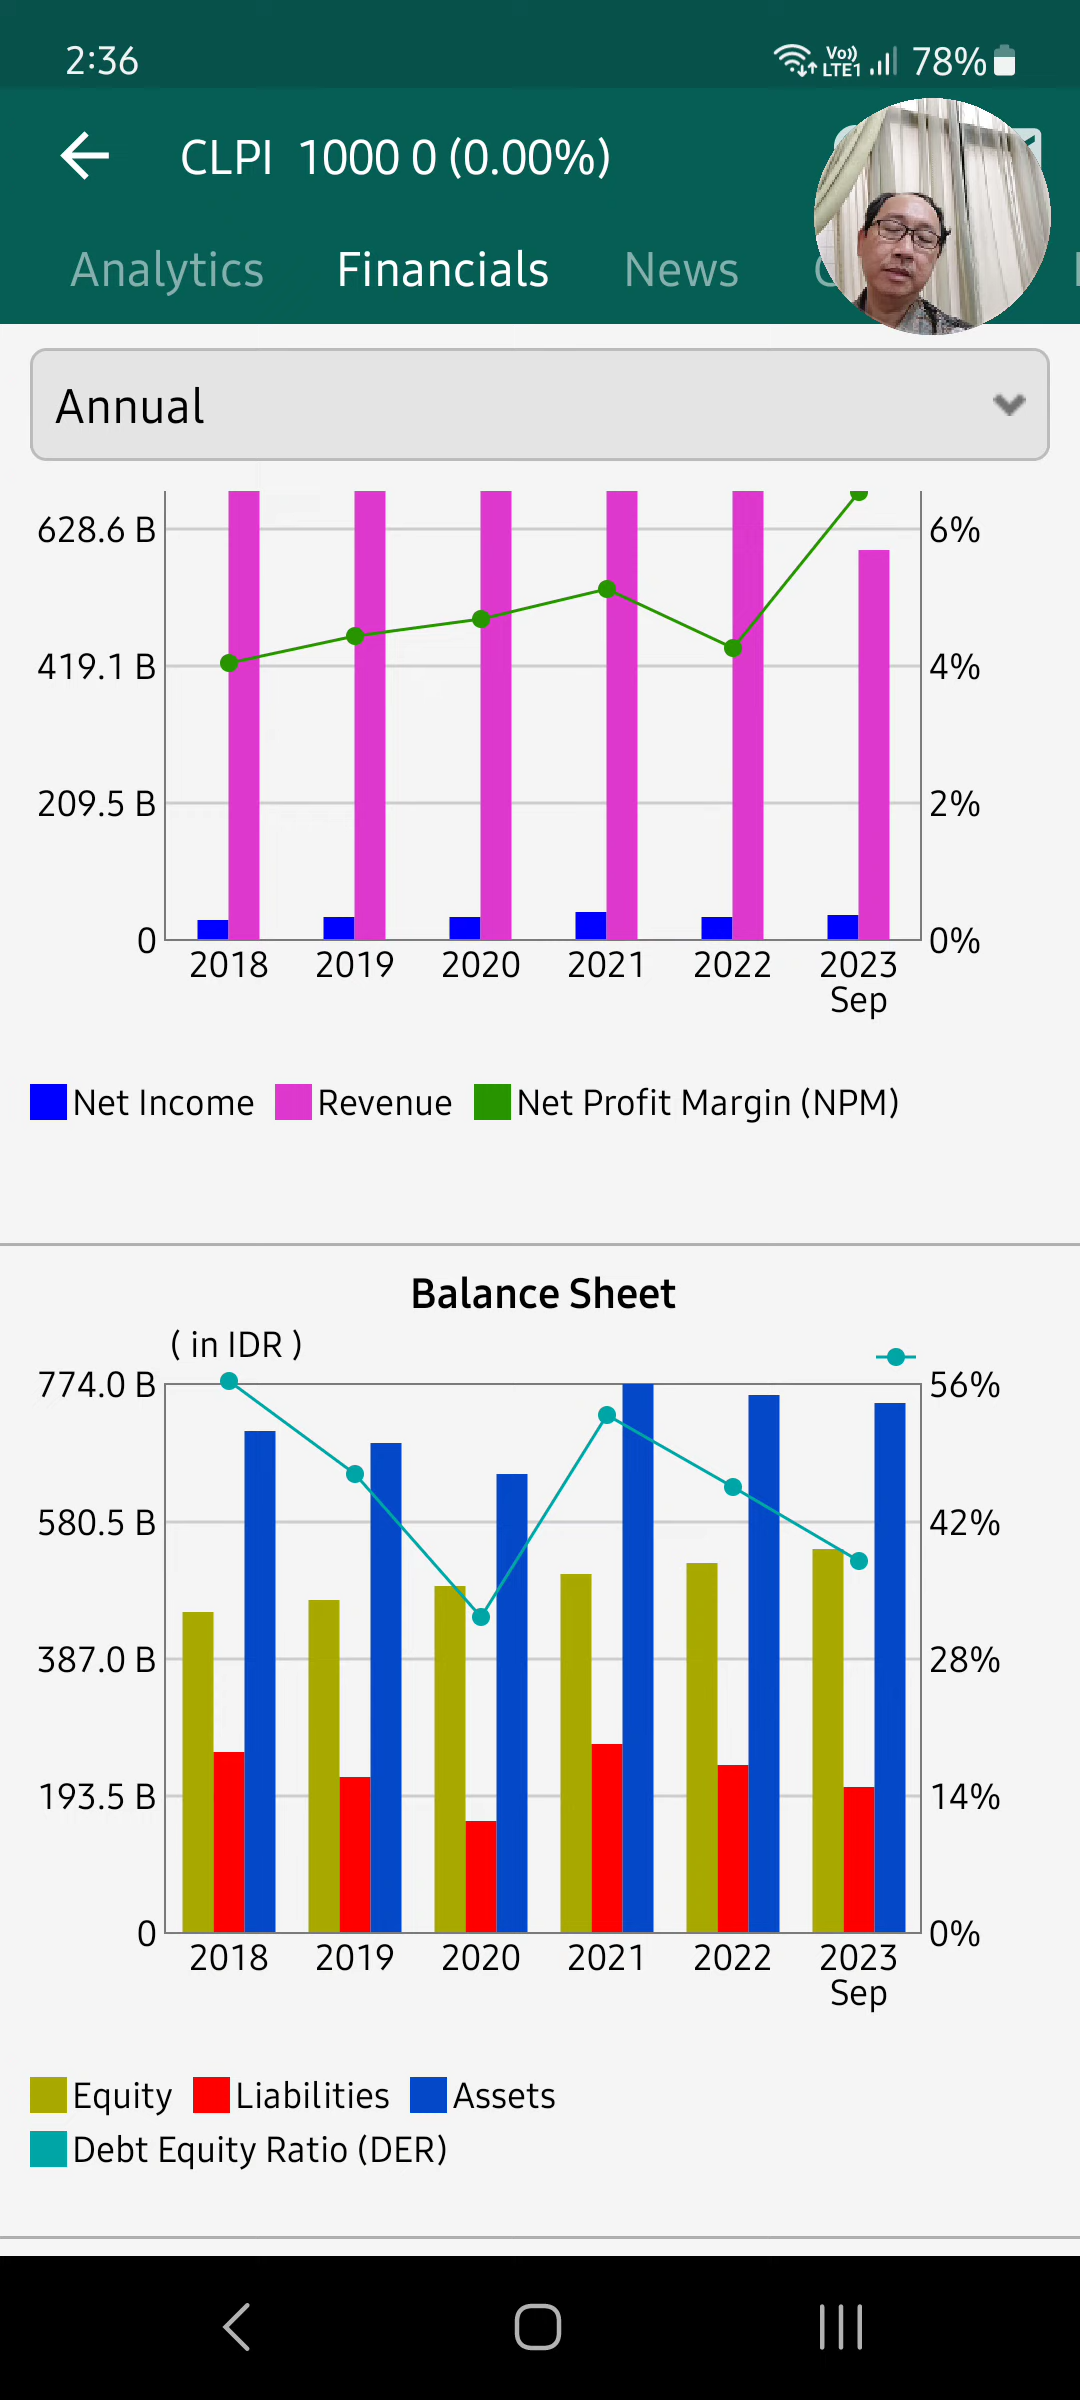 2:36 Vo)) LTE1 78%
CLPI 1000 0 (0.00%)
Analytics Financials News
Annual
628.6 B 6%
419.1 B 4%
209.5 B 2%
0 0%
2018 2019 2020 2021 2022 2023
Sep
Net Income Revenue Net Profit Margin (NPM)
Balance Sheet
( in IDR )
774.0 B 56%
580.5 B 42%
387.0 B 28%
193.5 B 14%
0 0%
2018 2019 2020 2021 2022 2023
Sep
Equity Liabilities Assets
Debt Equity Ratio (DER)